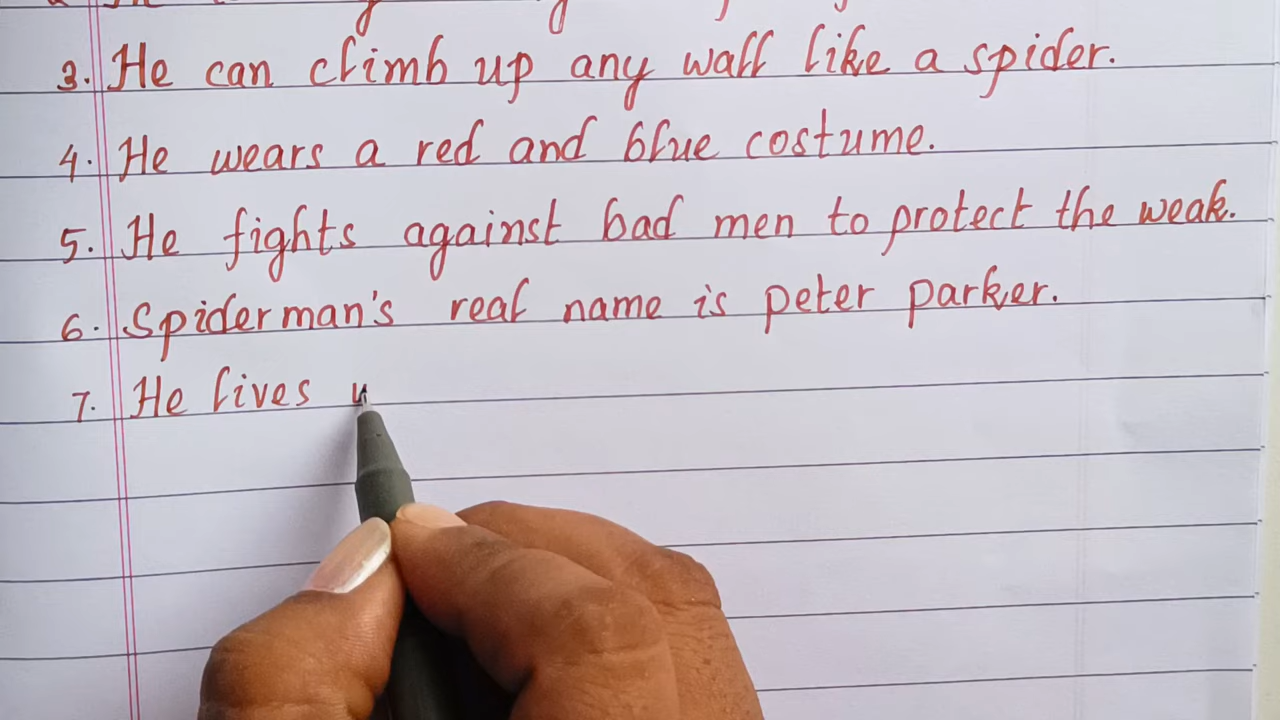 3. He can climb up any wall like a spider.
4. He wears a red and blue costume.
5. He fights against bad men to protect the weak.
6. Spiderman's real name is peter parker.
7. He lives